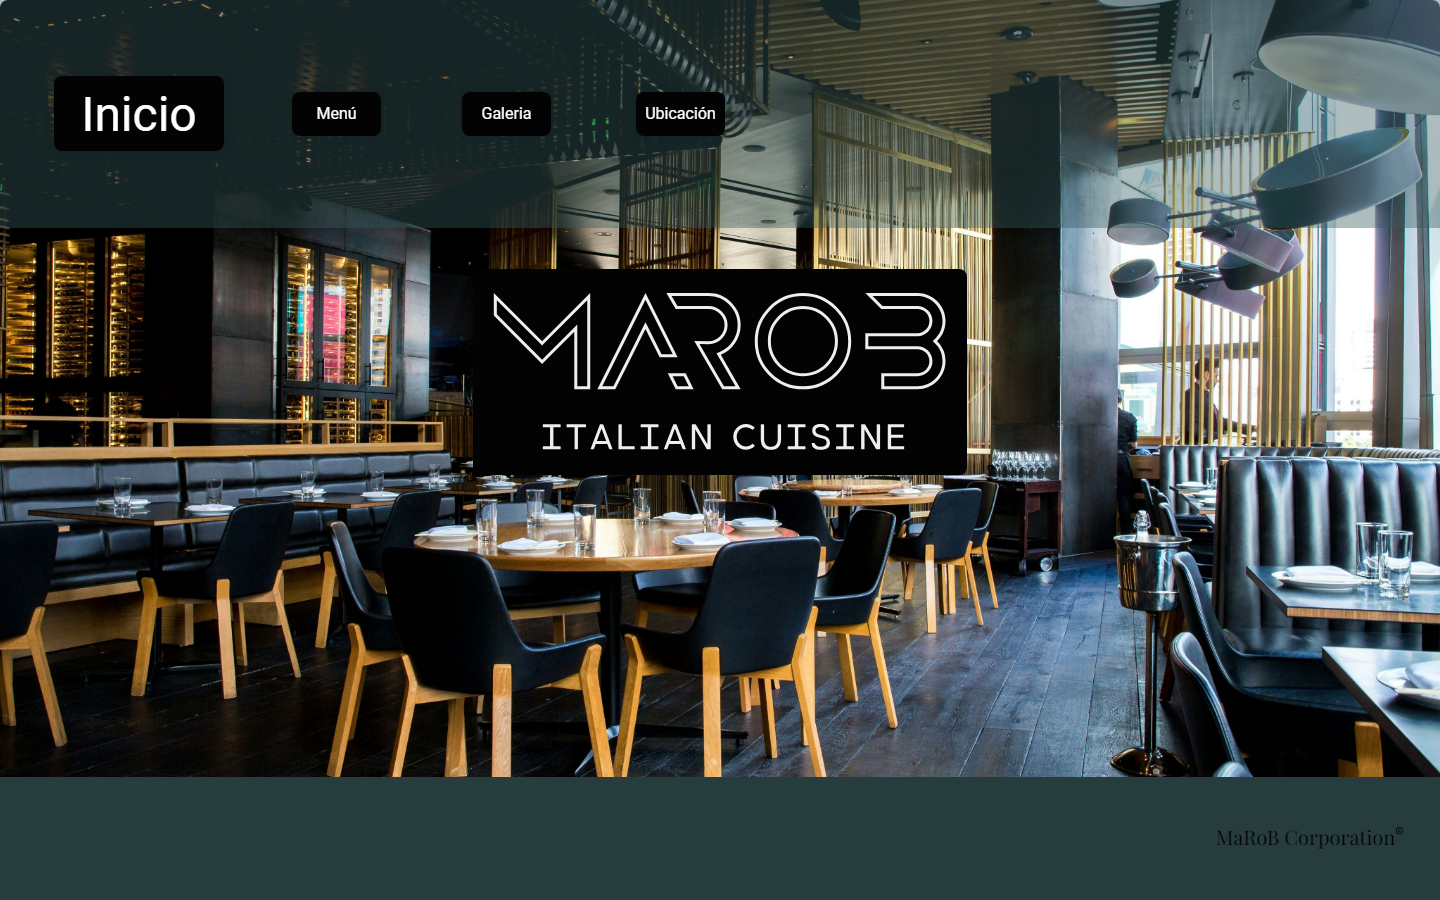 Inicio
Menú
Galeria
Ubicación
MAROB
ITALIAN CUISINE
MaRoB Corporation®